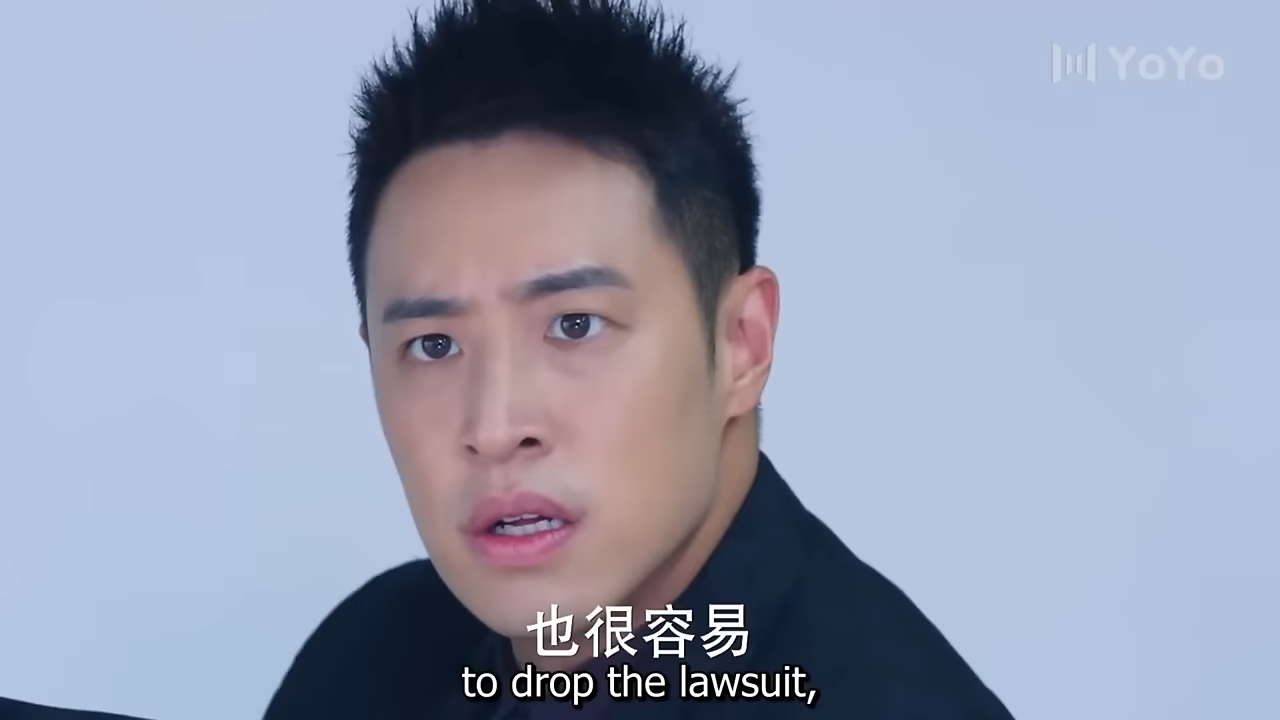 YoYo
也很容易
to drop the lawsuit,